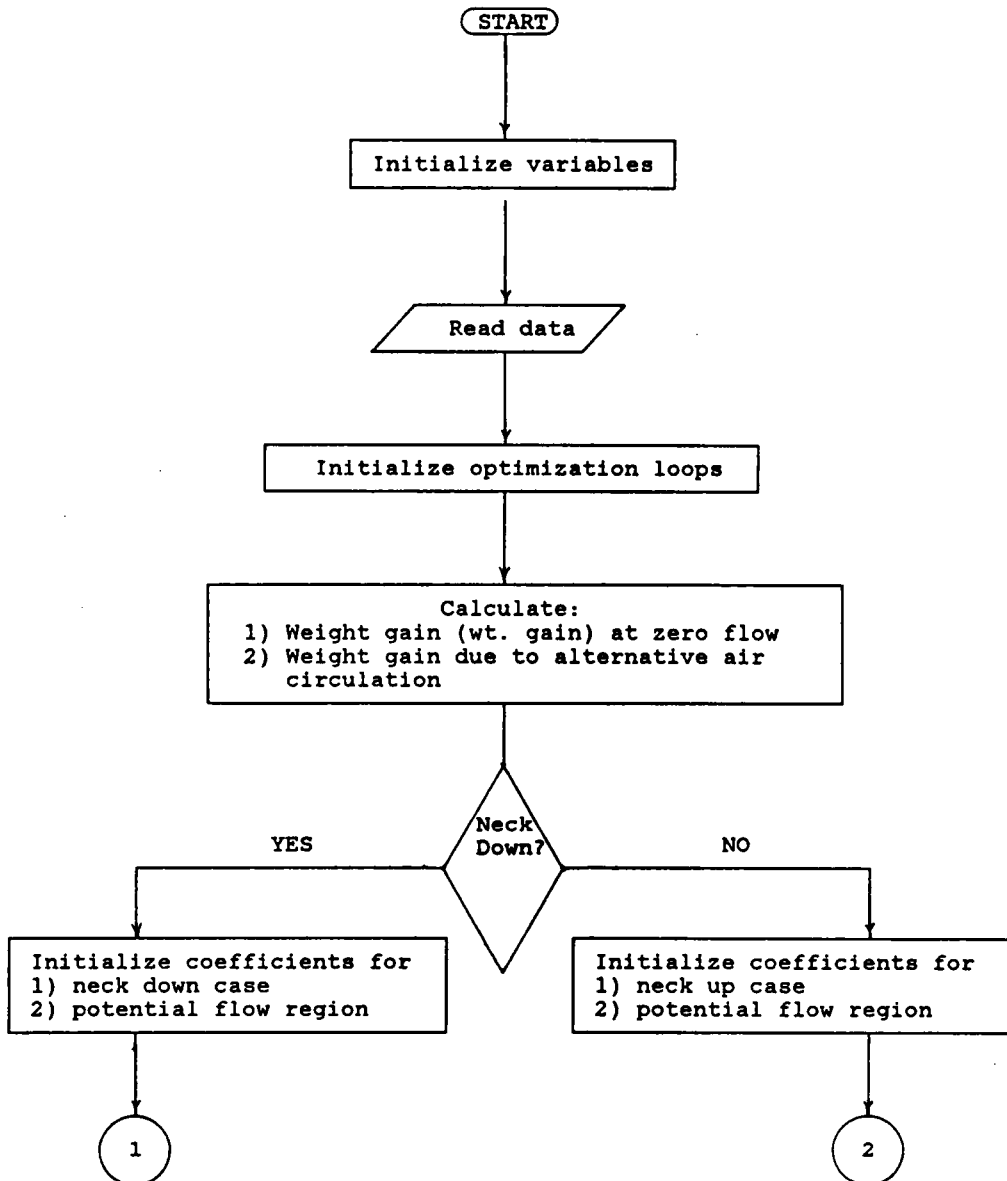 START
Initialize variables
Read data
Initialize optimization loops
Calculate:
1) Weight gain (wt. gain) at zero flow
2) Weight gain due to alternative air
circulation
Neck
Down?
YES
NO
Initialize coefficients for
1) neck down case
2) potential flow region
Initialize coefficients for
1) neck up case
2) potential flow region
1
2